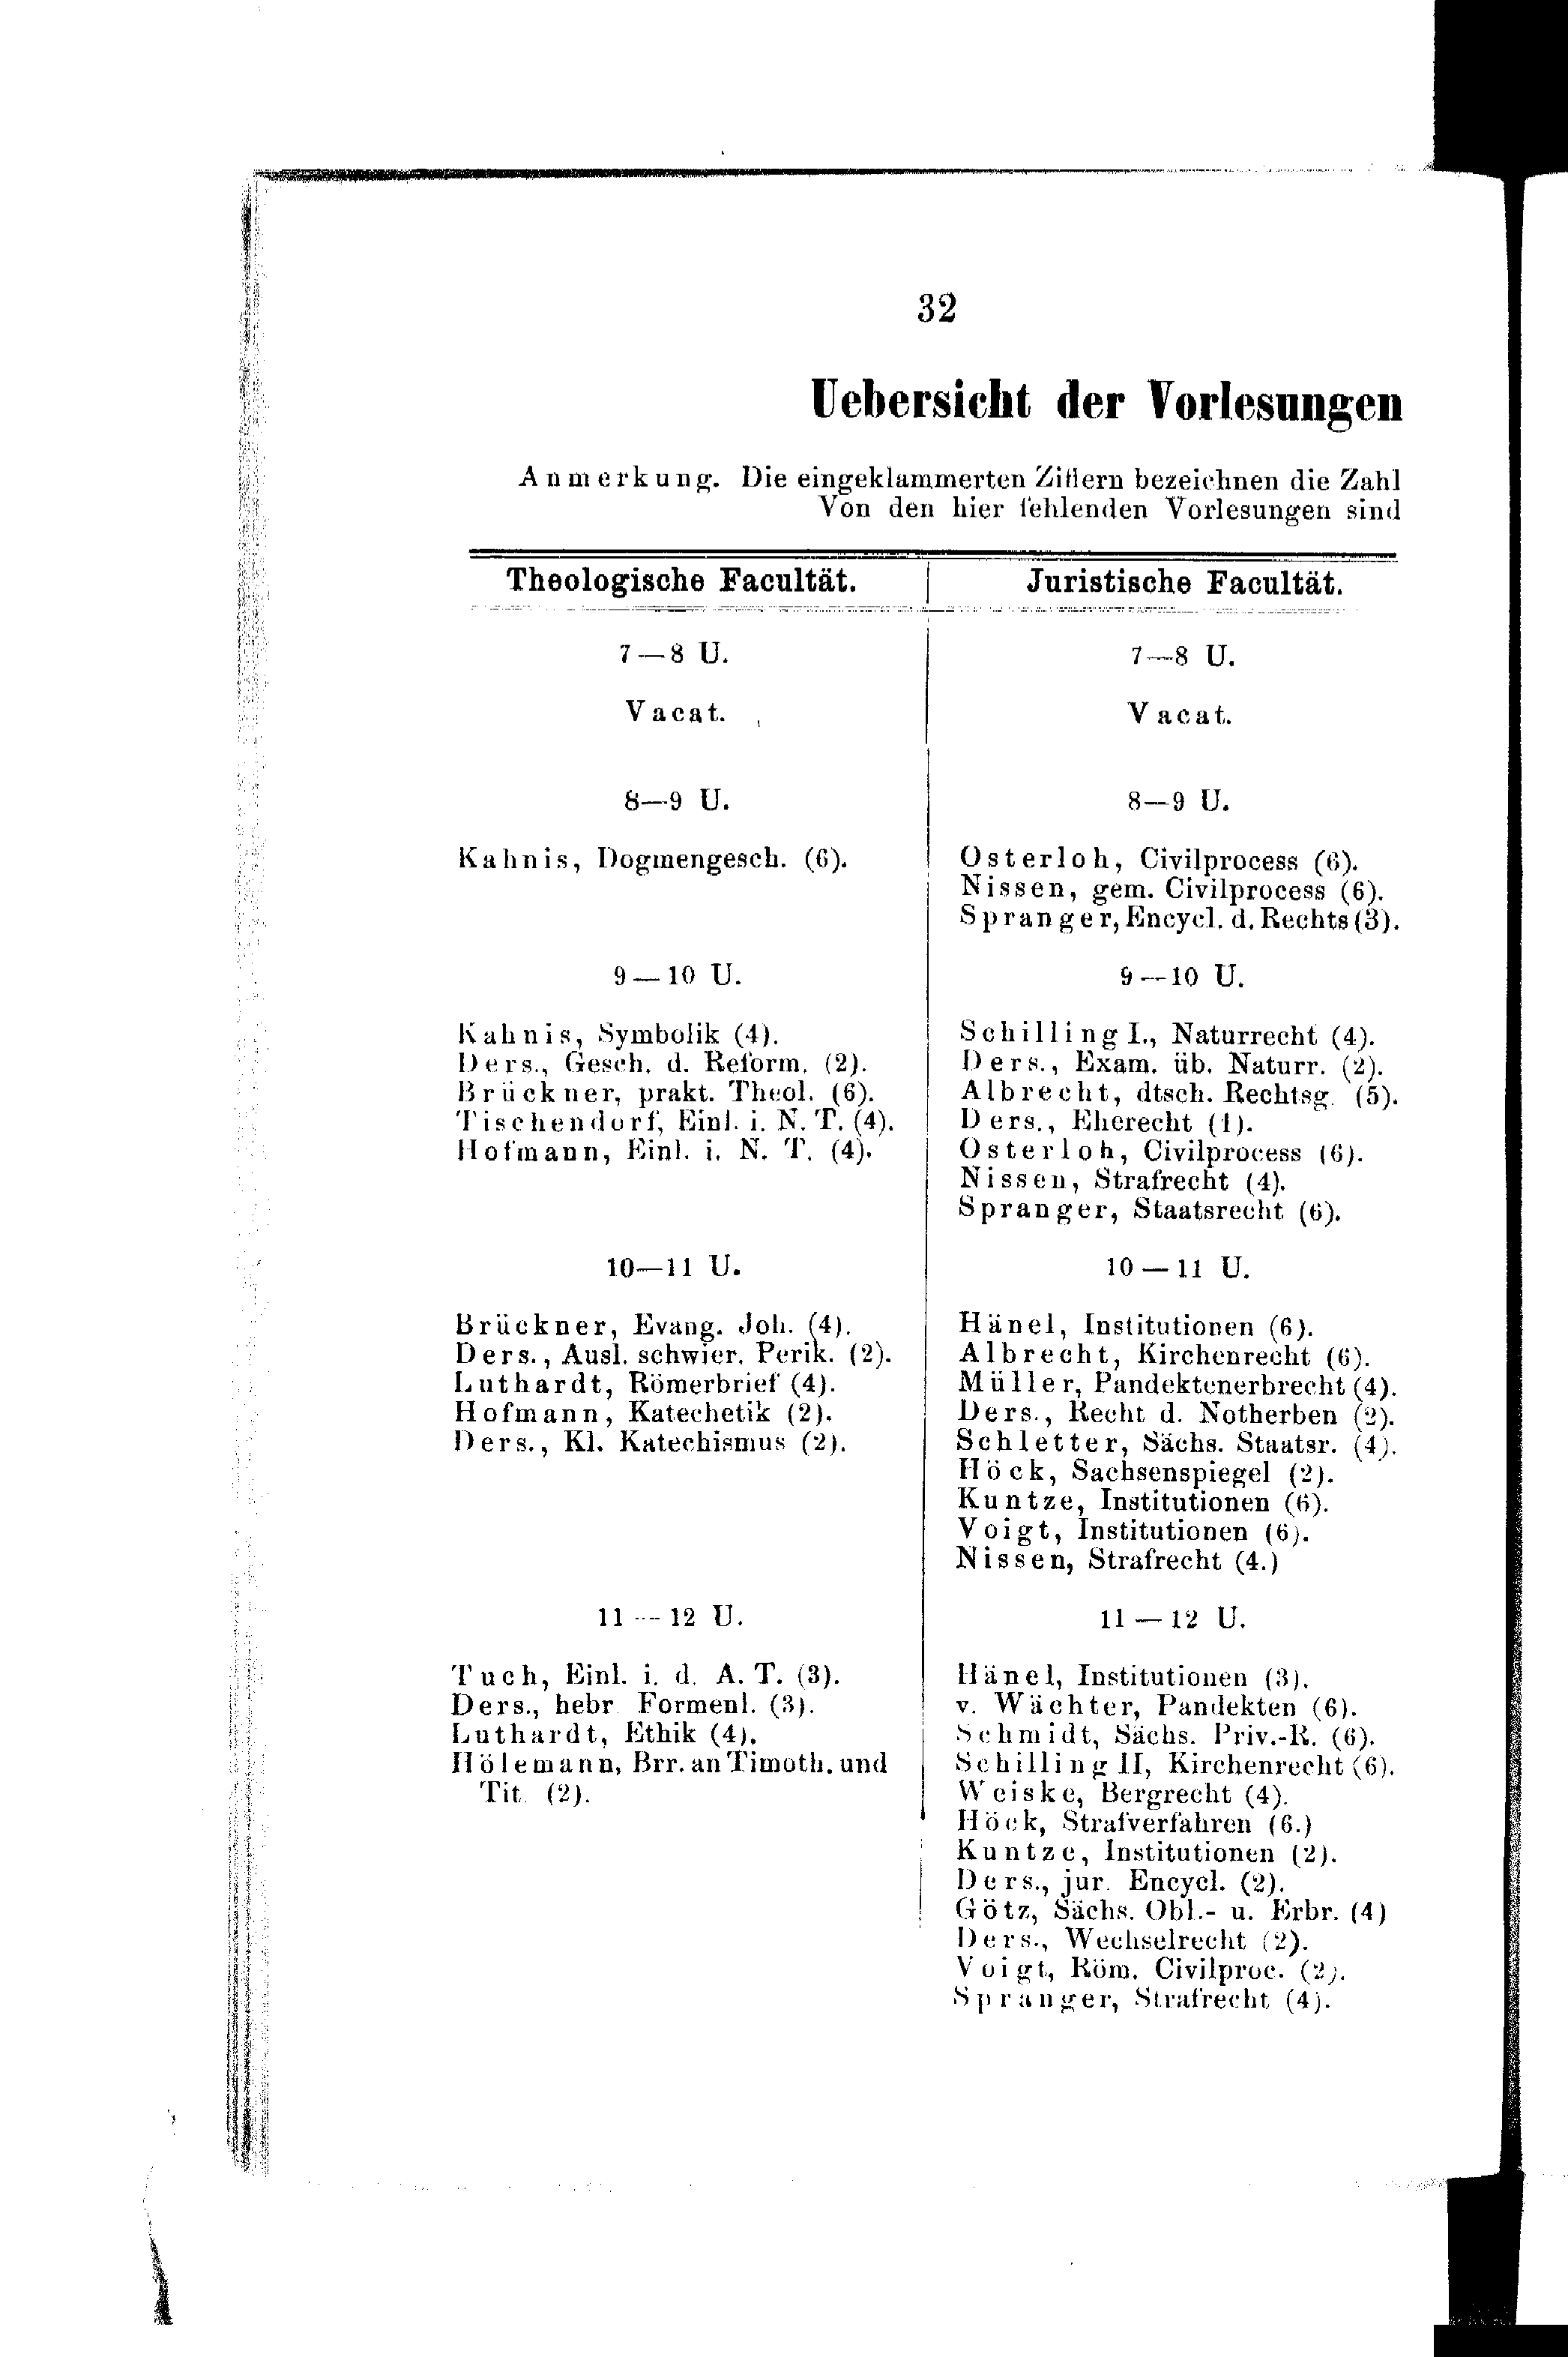 32
Uebersicht der Vorlesungen
Anmerkung. Die eingeklammerten Ziffern bezeichnen die Zahl
Von den hier fehlenden Vorlesungen sind
Theologische Facultät.
7—8 U.
Vacat.
8—9 U.
Kahnis, Dogmengesch. (6).
9—10 U.
Kahnis, Symbolik (4).
Ders., Gesch. d. Reform. (2).
Brückner, prakt. Theol. (6).
Tischendorf, Einl. i. N. T. (4).
Hofmann, Einl. i. N. T. (4).
10—11 U.
Brückner, Evang. Joh. (4).
Ders., Ausl. schwier. Perik. (2).
Luthardt, Römerbrief (4).
Hofmann, Katechetik (2).
Ders., Kl. Katechismus (2).
11—12 U.
Tuch, Einl. i. d. A. T. (3).
Ders., hebr. Formenl. (3).
Luthardt, Ethik (4).
Hölemann, Brr. an Timoth. und
Tit. (2).
Juristische Facultät.
7—8 U.
Vacat.
8—9 U.
Osterloh, Civilprocess (6).
Nissen, gem. Civilprocess (6).
Spranger, Encycl. d. Rechts (3).
9—10 U.
Schilling I., Naturrecht (4).
Ders., Exam. üb. Naturr. (2).
Albrecht, dtsch. Rechtsg. (5).
Ders., Eherecht (1).
Osterloh, Civilprocess (6).
Nissen, Strafrecht (4).
Spranger, Staatsrecht (6).
10—11 U.
Hänel, Institutionen (6).
Albrecht, Kirchenrecht (6).
Müller, Pandektenerbrecht (4).
Ders., Recht d. Notherben (2).
Schletter, Sächs. Staatsr. (4).
Höck, Sachsenspiegel (2).
Kuntze, Institutionen (6).
Voigt, Institutionen (6).
Nissen, Strafrecht (4.)
11—12 U.
Hänel, Institutionen (3).
v. Wächter, Pandekten (6).
Schmidt, Sächs. Priv.-R. (6).
Schilling II, Kirchenrecht (6).
Weiske, Bergrecht (4).
Höck, Strafverfahren (6.)
Kuntze, Institutionen (2).
Ders., jur. Encycl. (2).
Götz, Sächs. Obl.- u. Erbr. (4)
Ders., Wechselrecht (2).
Voigt, Röm. Civilproc. (2).
Spranger, Strafrecht (4).